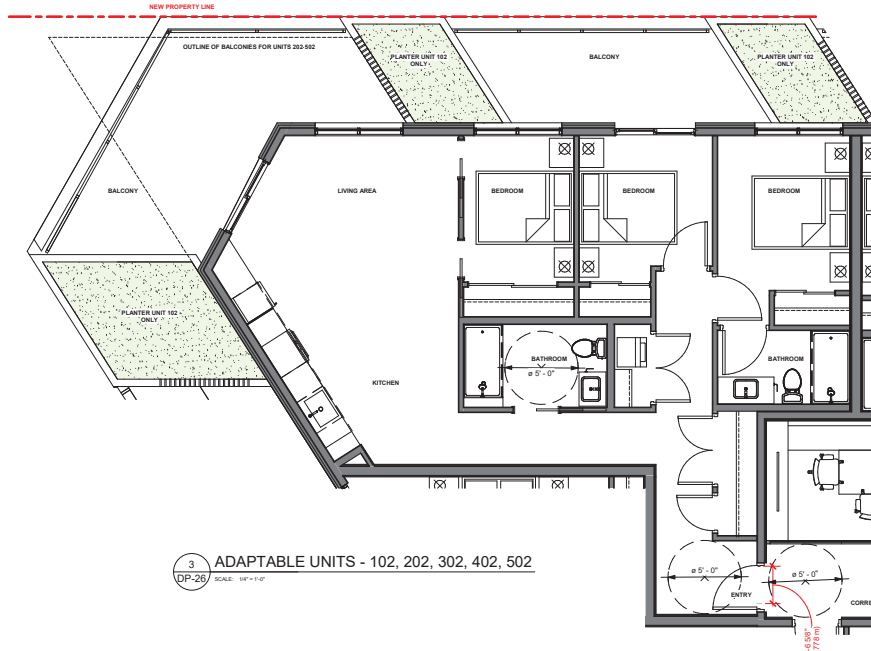 NEW PROPERTY LINE
OUTLINE OF BALCONIES FOR UNITS 202-502
PLANTER UNIT 102
ONLY
BALCONY
PLANTER UNIT 102
ONLY
BALCONY
LIVING AREA
BEDROOM
BEDROOM
BEDROOM
PLANTER UNIT 102
ONLY
BATHROOM
ø 5' - 0"
BATHROOM
KITCHEN
3
DP-26
ADAPTABLE UNITS - 102, 202, 302, 402, 502
SCALE: 1/4" = 1'-0"
ø 5' - 0"
ø 5' - 0"
ENTRY